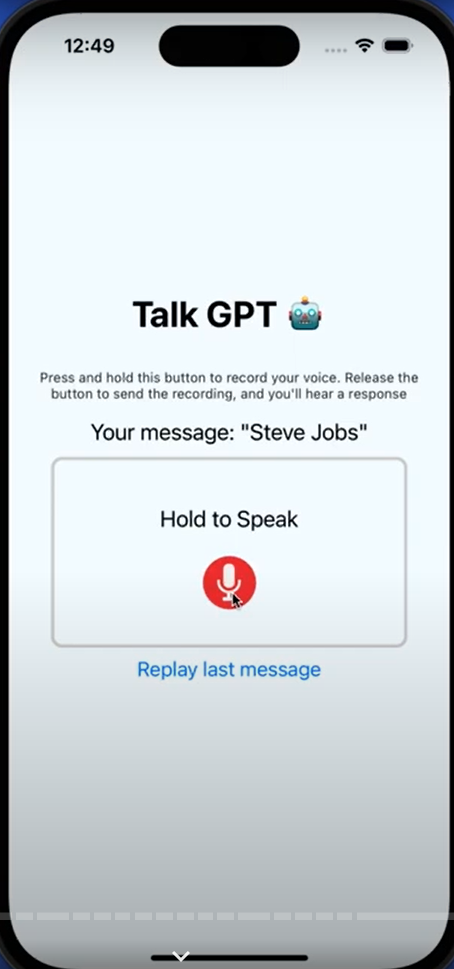 12:49
Talk GPT 🤖
Press and hold this button to record your voice. Release the
button to send the recording, and you'll hear a response
Your message: "Steve Jobs"
Hold to Speak
Replay last message